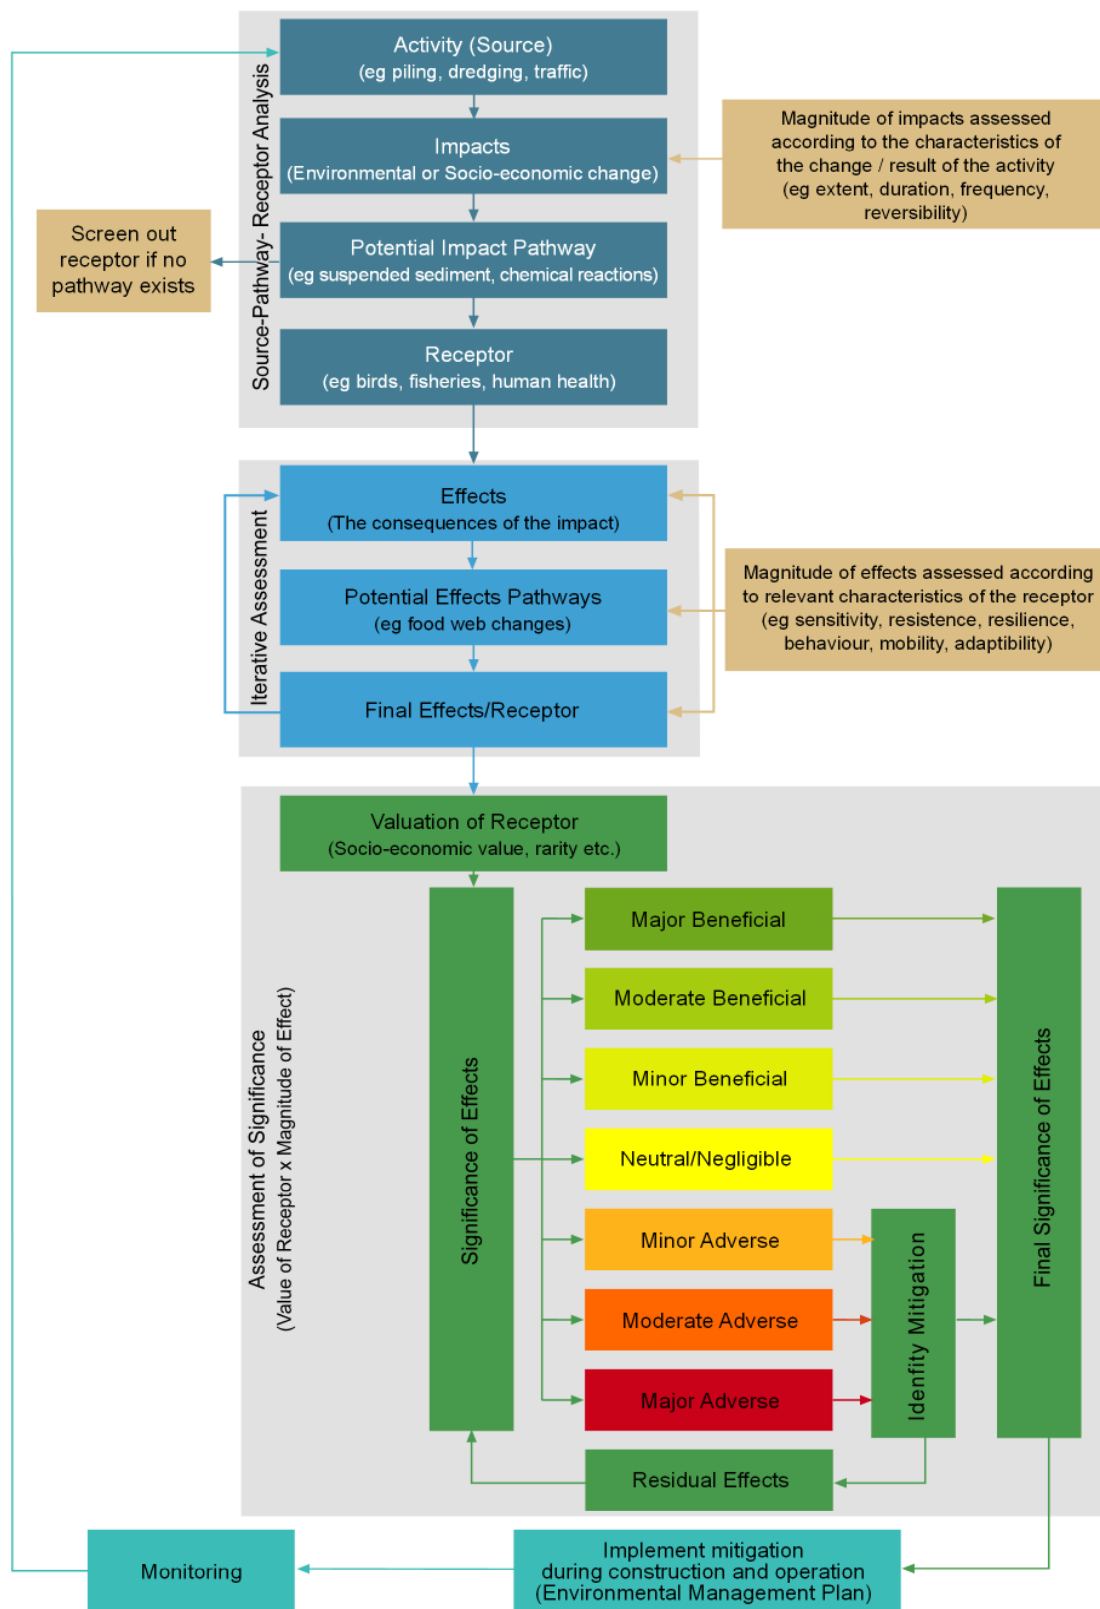 Activity (Source)
(eg piling, dredging, traffic)
Source-Pathway- Receptor Analysis
Impacts
(Environmental or Socio-economic change)
Magnitude of impacts assessed
according to the characteristics of
the change / result of the activity
(eg extent, duration, frequency,
reversibility)
Screen out
receptor if no
pathway exists
Potential Impact Pathway
(eg suspended sediment, chemical reactions)
Receptor
(eg birds, fisheries, human health)
Iterative Assessment
Effects
(The consequences of the impact)
Potential Effects Pathways
(eg food web changes)
Magnitude of effects assessed according
to relevant characteristics of the receptor
(eg sensitivity, resistence, resilience,
behaviour, mobility, adaptibility)
Final Effects/Receptor
Valuation of Receptor
(Socio-economic value, rarity etc.)
Assessment of Significance
(Value of Receptor x Magnitude of Effect)
Significance of Effects
Major Beneficial
Moderate Beneficial
Minor Beneficial
Neutral/Negligible
Minor Adverse
Moderate Adverse
Major Adverse
Idenfity Mitigation
Final Significance of Effects
Residual Effects
Monitoring
Implement mitigation
during construction and operation
(Environmental Management Plan)